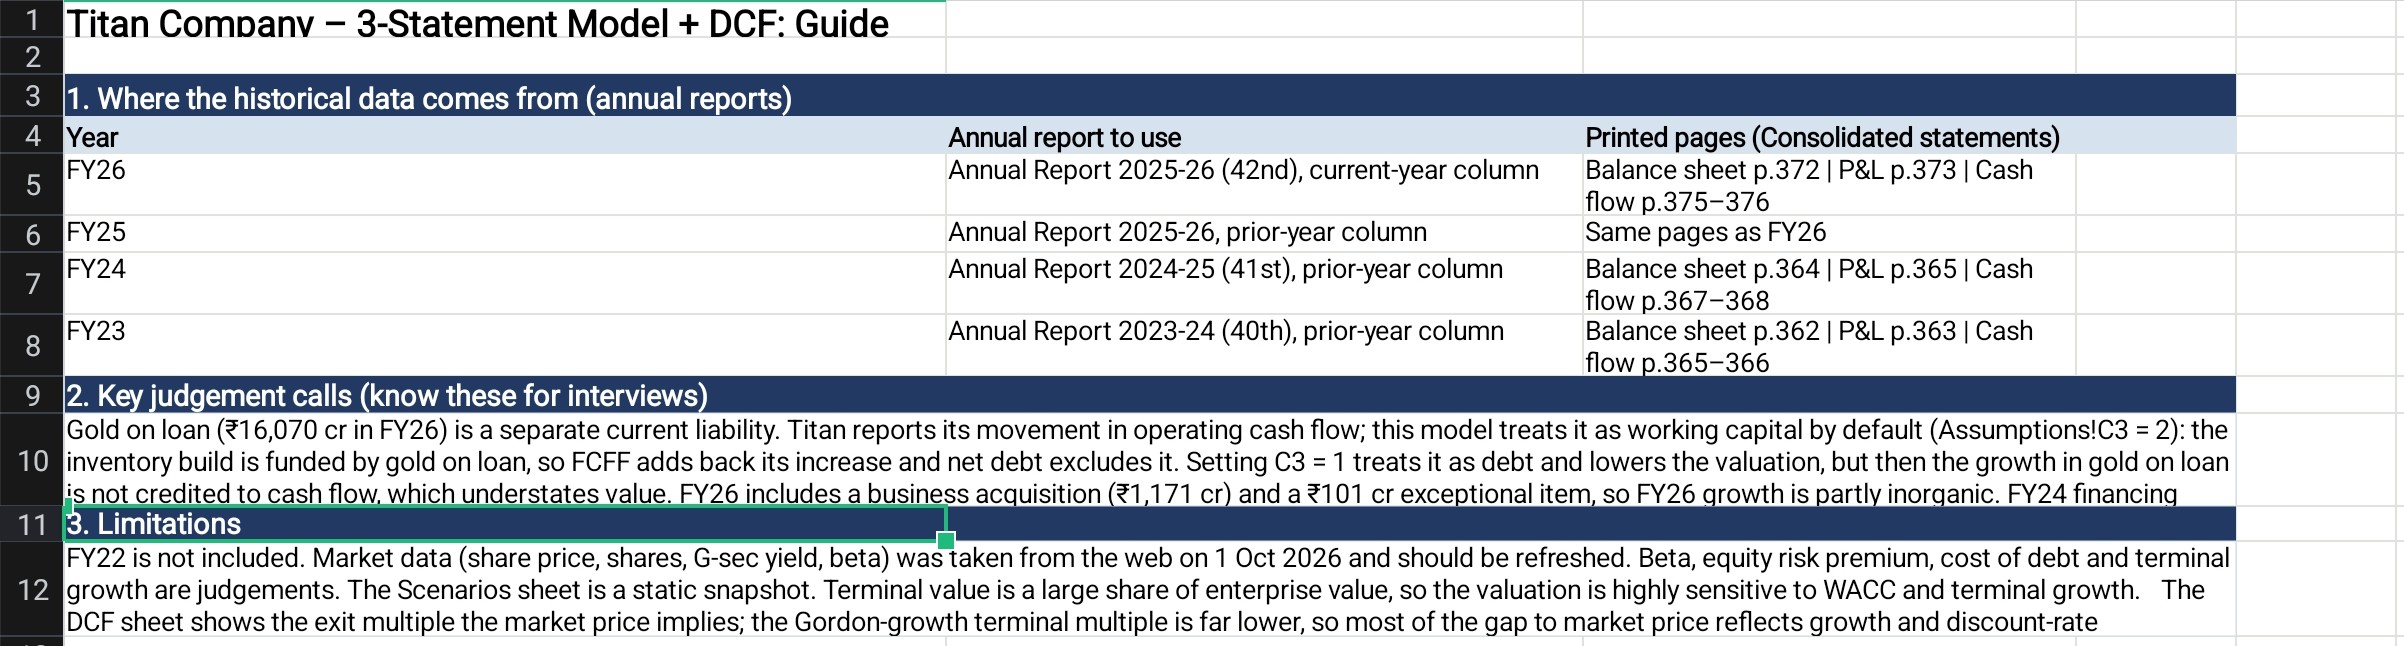 1 Titan Company – 3-Statement Model + DCF: Guide
2
3 1. Where the historical data comes from (annual reports)
4 Year Annual report to use Printed pages (Consolidated statements)
5 FY26 Annual Report 2025-26 (42nd), current-year column Balance sheet p.372 | P&L p.373 | Cash
flow p.375–376
6 FY25 Annual Report 2025-26, prior-year column Same pages as FY26
7 FY24 Annual Report 2024-25 (41st), prior-year column Balance sheet p.364 | P&L p.365 | Cash
flow p.367–368
8 FY23 Annual Report 2023-24 (40th), prior-year column Balance sheet p.362 | P&L p.363 | Cash
flow p.365–366
9 2. Key judgement calls (know these for interviews)
Gold on loan (₹16,070 cr in FY26) is a separate current liability. Titan reports its movement in operating cash flow; this model treats it as working capital by default (Assumptions!C3 = 2): the
10 inventory build is funded by gold on loan, so FCFF adds back its increase and net debt excludes it. Setting C3 = 1 treats it as debt and lowers the valuation, but then the growth in gold on loan
is not credited to cash flow, which understates value. FY26 includes a business acquisition (₹1,171 cr) and a ₹101 cr exceptional item, so FY26 growth is partly inorganic. FY24 financing
11 3. Limitations
FY22 is not included. Market data (share price, shares, G-sec yield, beta) was taken from the web on 1 Oct 2026 and should be refreshed. Beta, equity risk premium, cost of debt and terminal
12 growth are judgements. The Scenarios sheet is a static snapshot. Terminal value is a large share of enterprise value, so the valuation is highly sensitive to WACC and terminal growth. The
DCF sheet shows the exit multiple the market price implies; the Gordon-growth terminal multiple is far lower, so most of the gap to market price reflects growth and discount-rate